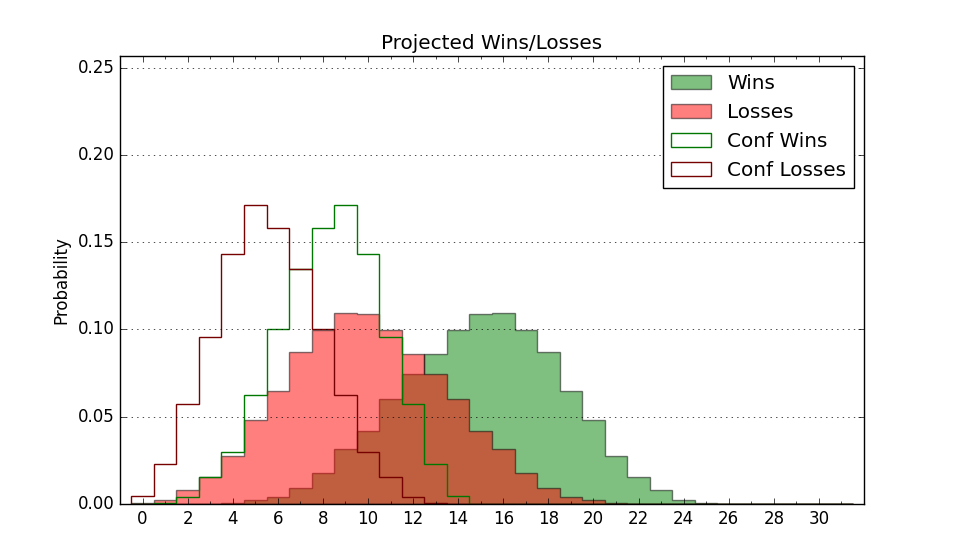 Projected Wins/Losses
0.25
0.20
0.15
0.10
0.05
0.00
Probability
Wins
Losses
Conf Wins
Conf Losses
0 2 4 6 8 10 12 14 16 18 20 22 24 26 28 30